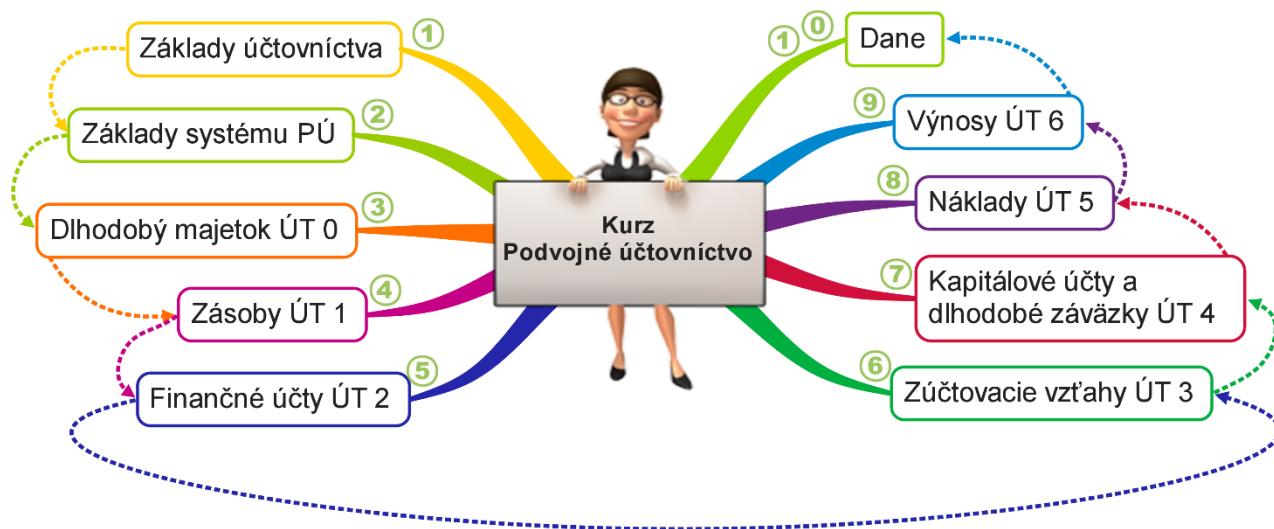 Kurz
Podvojné účtovníctvo
① Základy účtovníctva
② Základy systému PÚ
③ Dlhodobý majetok ÚT 0
④ Zásoby ÚT 1
⑤ Finančné účty ÚT 2
⑥ Zúčtovacie vzťahy ÚT 3
⑦ Kapitálové účty a
dlhodobé záväzky ÚT 4
⑧ Náklady ÚT 5
⑨ Výnosy ÚT 6
①⓪ Dane